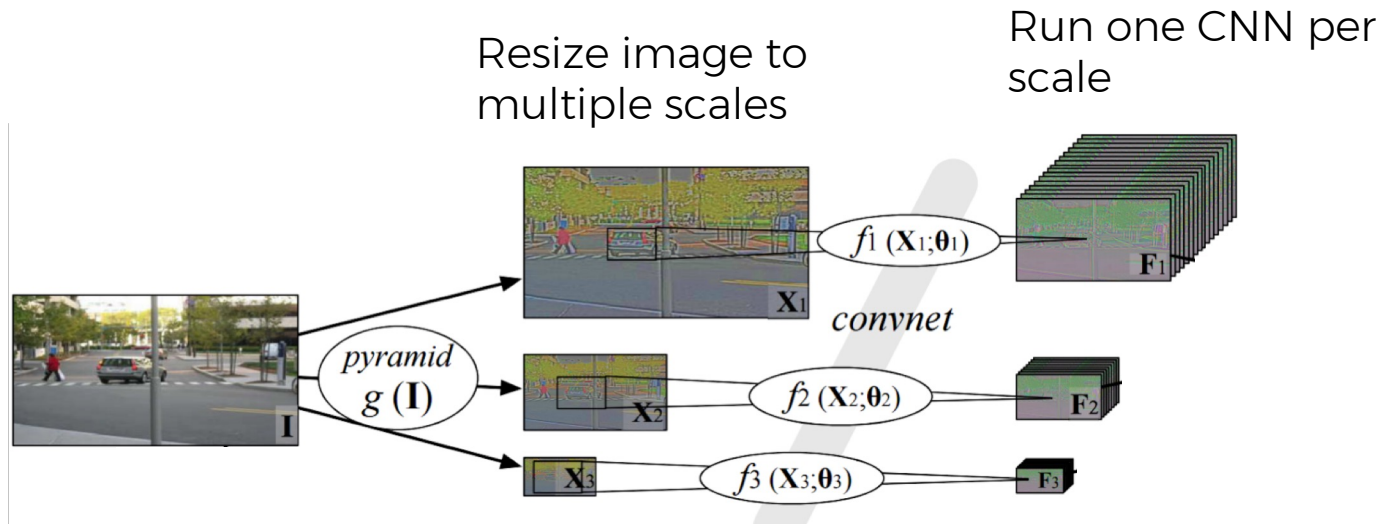 Resize image to
multiple scales
Run one CNN per
scale
I
pyramid
g (I)
X1
f1 (X1;θ1)
F1
convnet
X2
f2 (X2;θ2)
F2
X3
f3 (X3;θ3)
F3